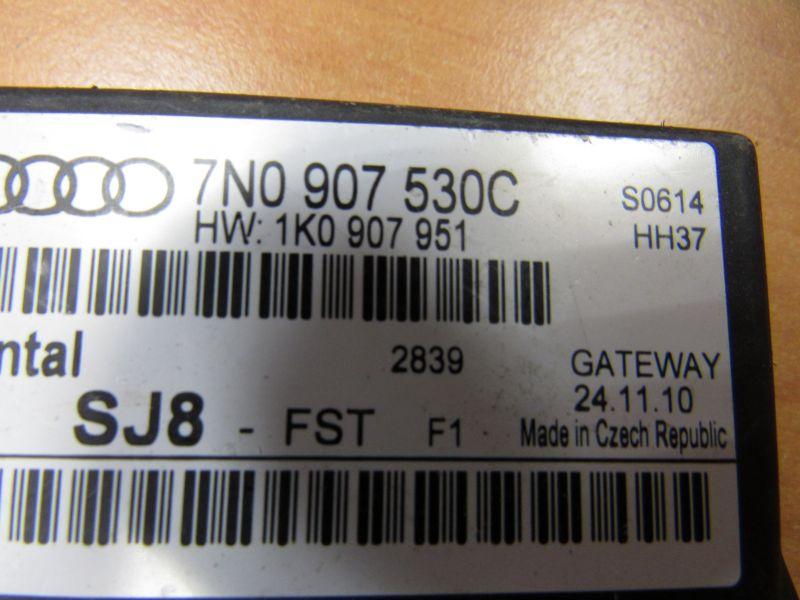 7N0 907 530C S0614
HW: 1K0 907 951 HH37
ntal 2839 GATEWAY
24.11.10
SJ8 - FST F1 Made in Czech Republic